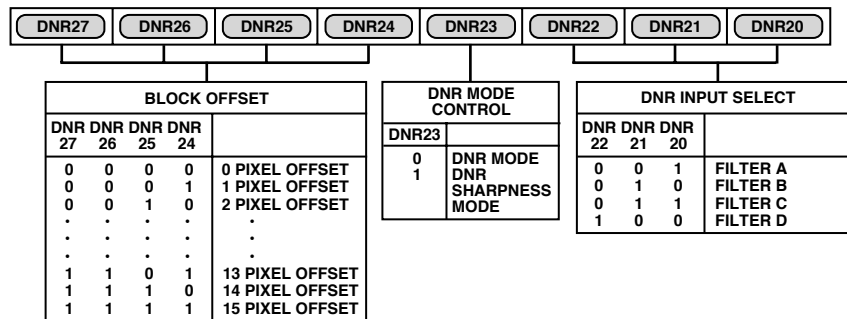 DNR27 DNR26 DNR25 DNR24 DNR23 DNR22 DNR21 DNR20
BLOCK OFFSET
DNR DNR DNR DNR
27 26 25 24
0 0 0 0 0 PIXEL OFFSET
0 0 0 1 1 PIXEL OFFSET
0 0 1 0 2 PIXEL OFFSET
. . . . .
. . . . .
. . . . .
1 1 0 1 13 PIXEL OFFSET
1 1 1 0 14 PIXEL OFFSET
1 1 1 1 15 PIXEL OFFSET
DNR MODE
CONTROL
DNR23
0 DNR MODE
1 DNR
SHARPNESS
MODE
DNR INPUT SELECT
DNR DNR DNR
22 21 20
0 0 1 FILTER A
0 1 0 FILTER B
0 1 1 FILTER C
1 0 0 FILTER D